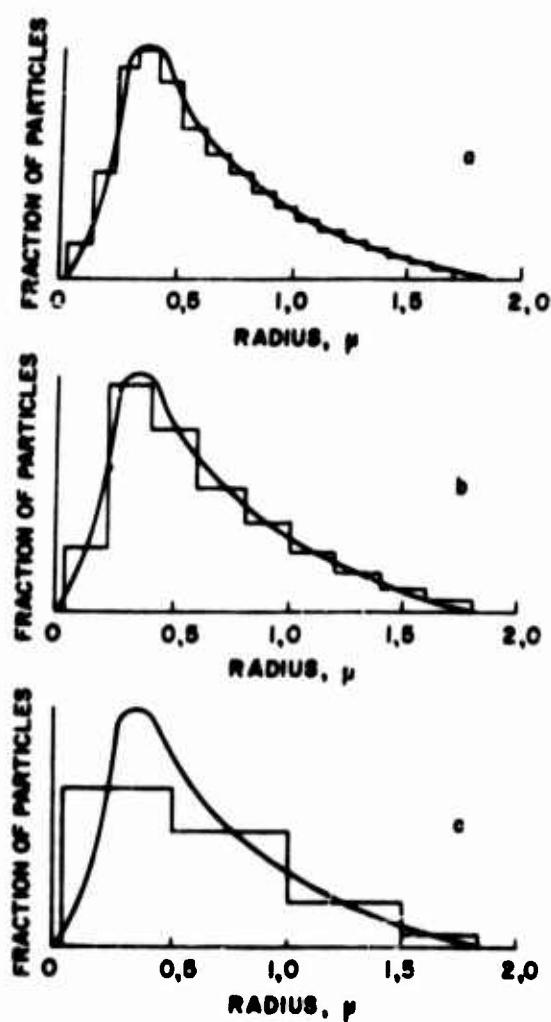 FRACTION OF PARTICLES
a
0 0,5 1,0 1,5 2,0
RADIUS, μ
FRACTION OF PARTICLES
b
0 0,5 1,0 1,5 2,0
RADIUS, μ
FRACTION OF PARTICLES
c
0 0,5 1,0 1,5 2,0
RADIUS, μ